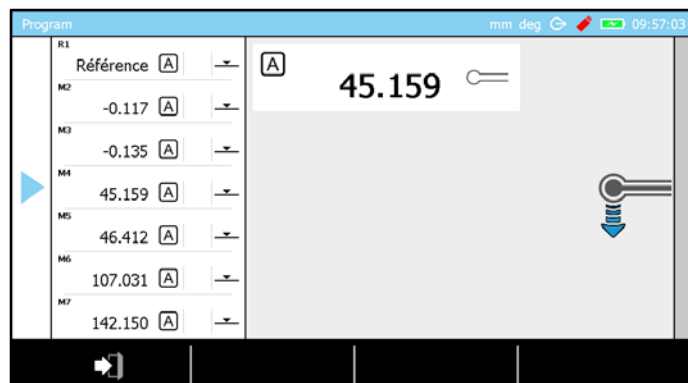 Program mm deg 09:57:03
R1
Référence A
M2
-0.117 A
M3
-0.135 A
M4
45.159 A
M5
46.412 A
M6
107.031 A
M7
142.150 A
A
45.159